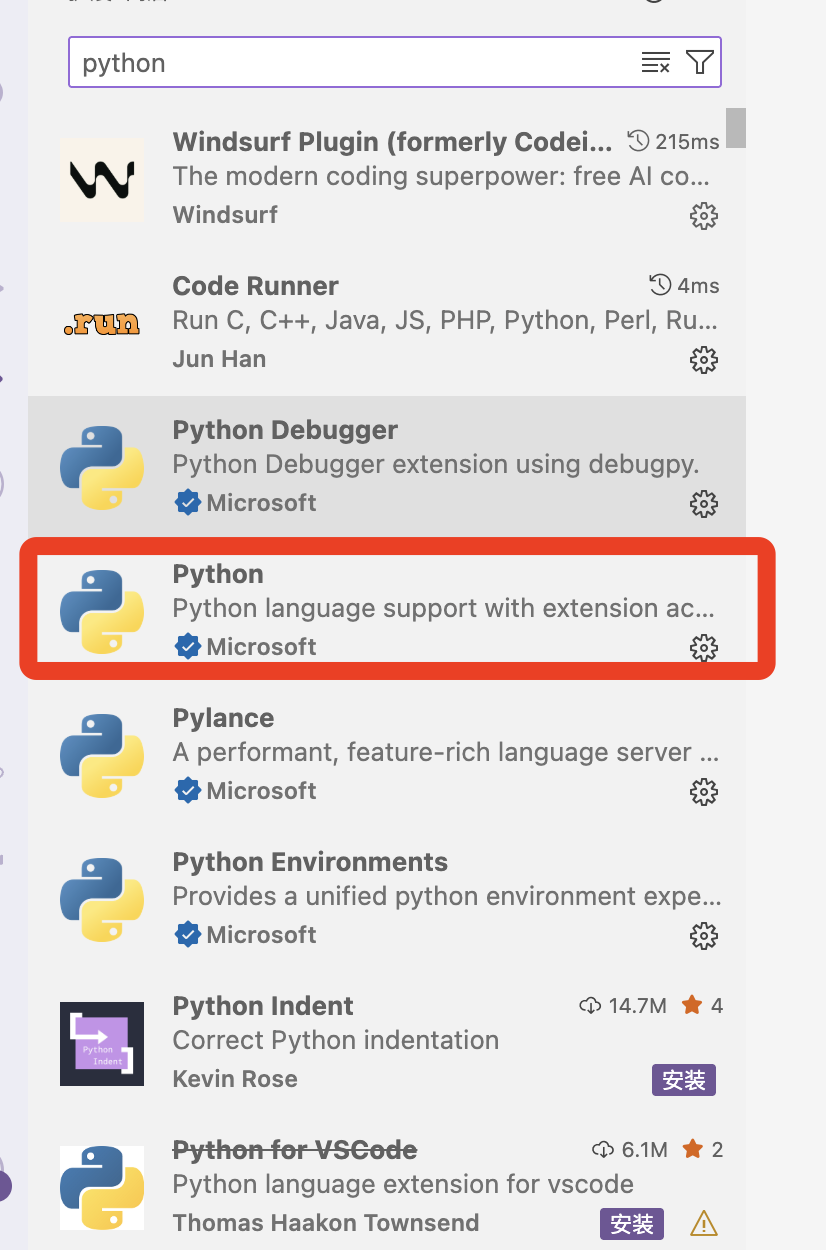 python
Windsurf Plugin (formerly Codei... 215ms
The modern coding superpower: free AI co...
Windsurf
.run
Code Runner 4ms
Run C, C++, Java, JS, PHP, Python, Perl, Ru...
Jun Han
Python Debugger
Python Debugger extension using debugpy.
Microsoft
Python
Python language support with extension ac...
Microsoft
Pylance
A performant, feature-rich language server ...
Microsoft
Python Environments
Provides a unified python environment expe...
Microsoft
Python
Indent
Python Indent 14.7M 4
Correct Python indentation
Kevin Rose 安装
Python for VSCode 6.1M 2
Python language extension for vscode
Thomas Haakon Townsend 安装